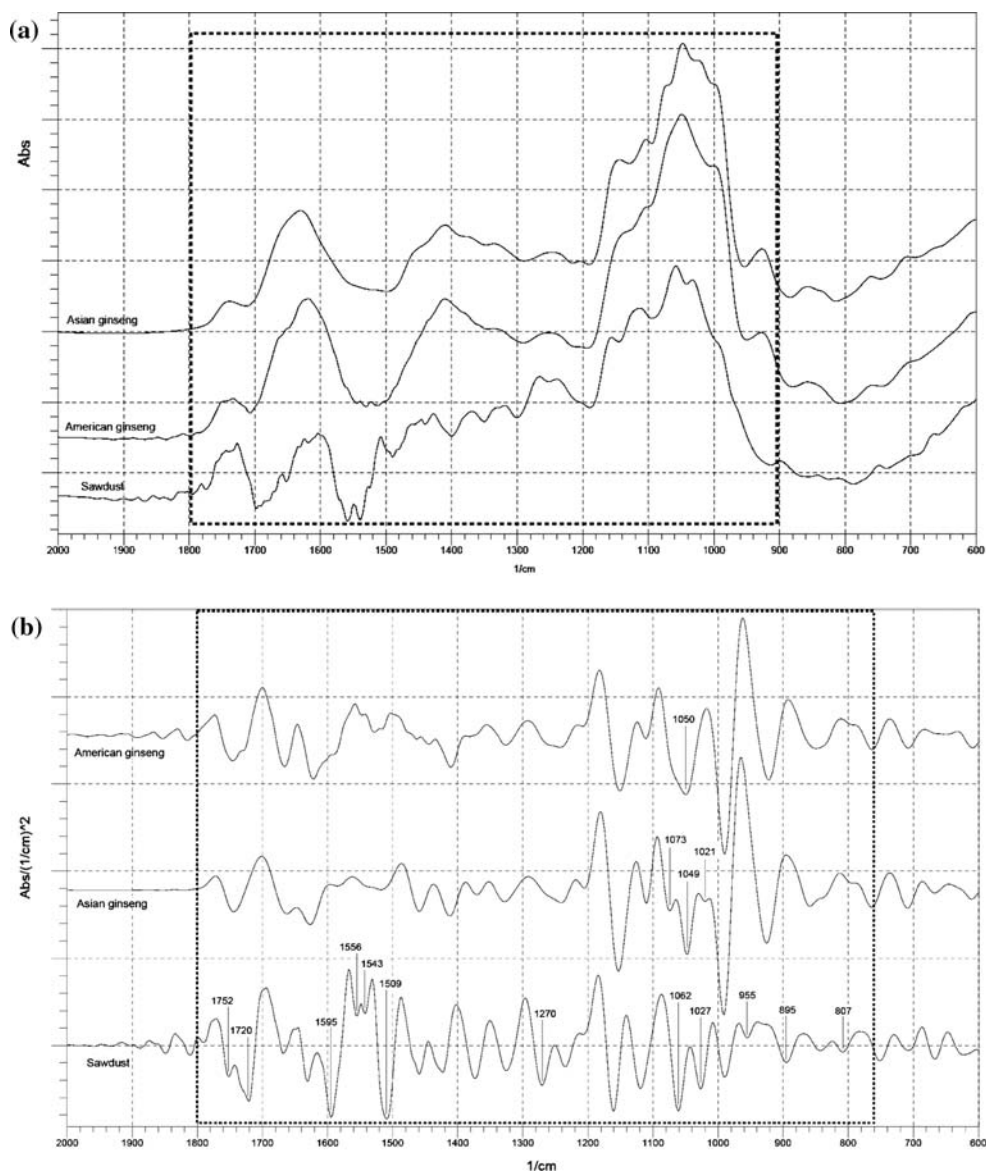 (a)
Abs
Asian ginseng
American ginseng
Sawdust
2000 1900 1800 1700 1600 1500 1400 1300 1200 1100 1000 900 800 700 600
1/cm
(b)
Abs/(1/cm)^2
American ginseng
1050
1073 1021
1049
Asian ginseng
1556
1543
1752 1509
1720 1595 1270 1062 1027 955 895 807
Sawdust
2000 1900 1800 1700 1600 1500 1400 1300 1200 1100 1000 900 800 700 600
1/cm